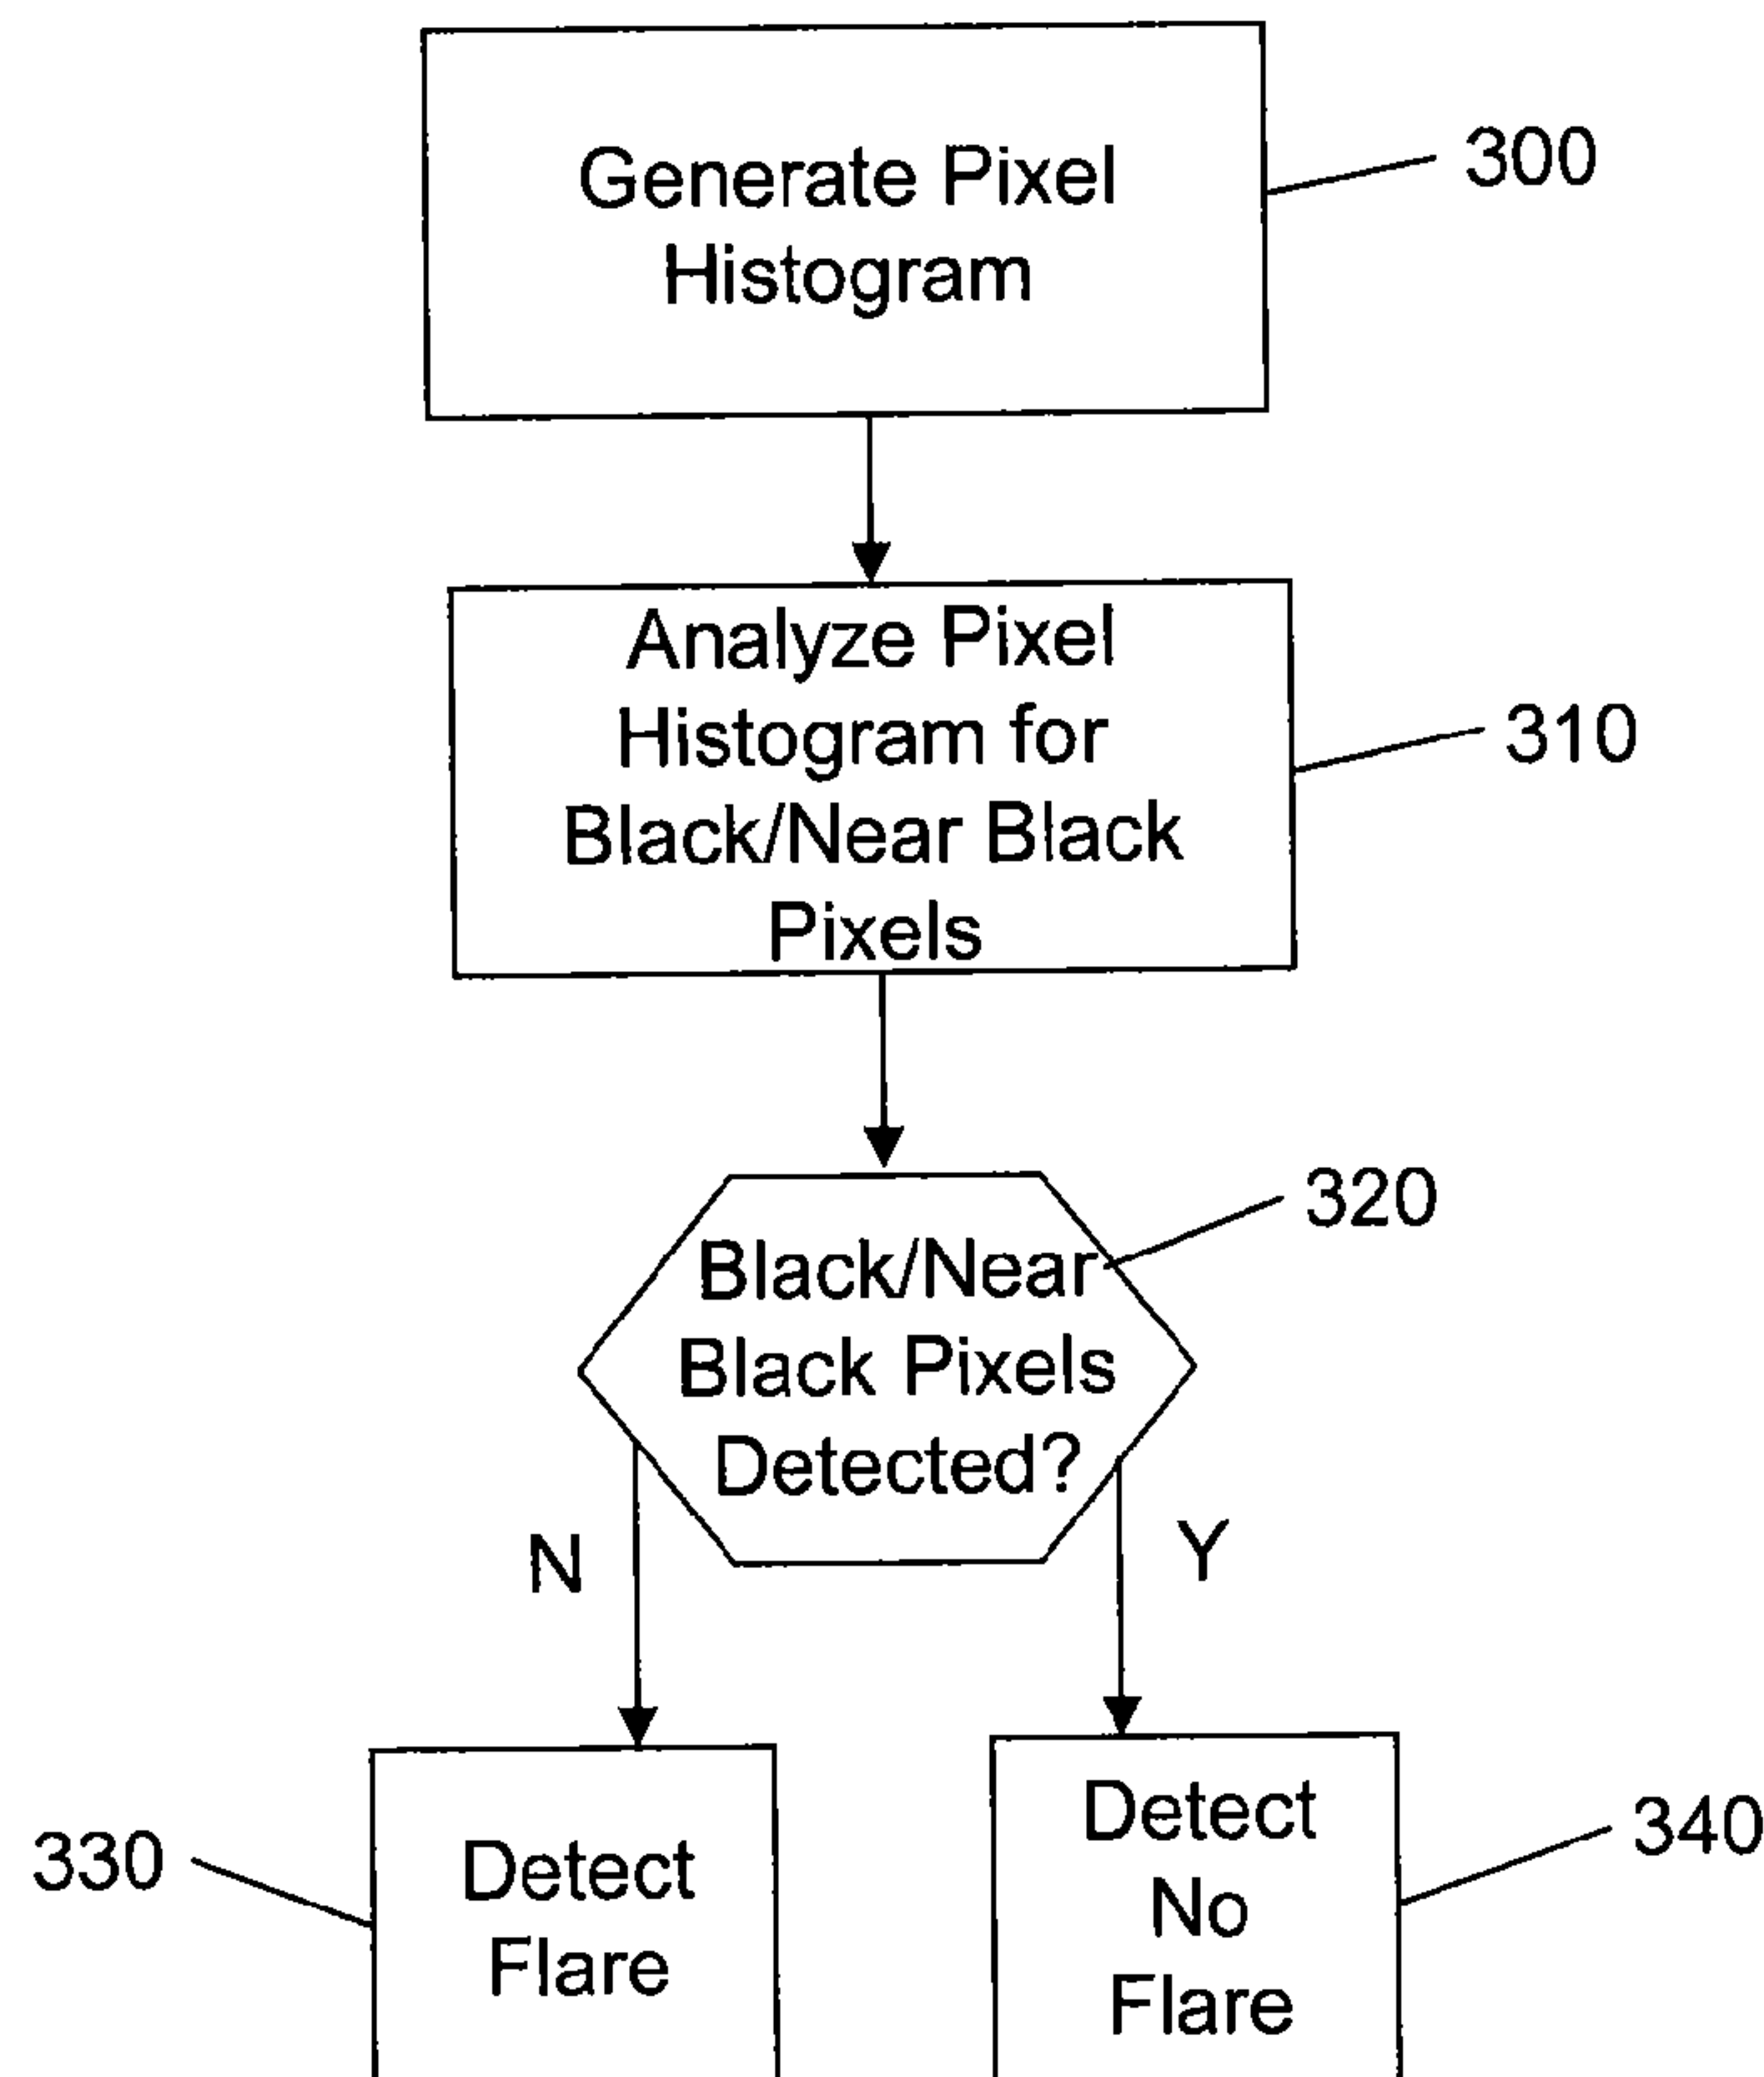 Generate Pixel
Histogram
300
Analyze Pixel
Histogram for
Black/Near Black
Pixels
310
320
Black/Near
Black Pixels
Detected?
N
Y
330
Detect
Flare
Detect
No
Flare
340